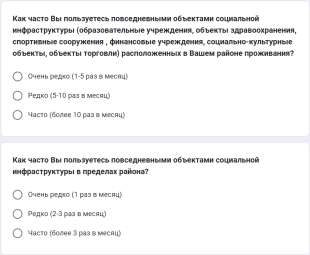 Как часто Вы пользуетесь повседневными объектами социальной
инфраструктуры (образовательные учреждения, объекты здравоохранения,
спортивные сооружения , финансовые учреждения, социально-культурные
объекты, объекты торговли) расположенных в Вашем районе проживания?
Очень редко (1-5 раз в месяц)
Редко (5-10 раз в месяц)
Часто (более 10 раз в месяц)
Как часто Вы пользуетесь повседневными объектами социальной
инфраструктуры в пределах района?
Очень редко (1 раз в месяц)
Редко (2-3 раз в месяц)
Часто (более 3 раз в месяц)